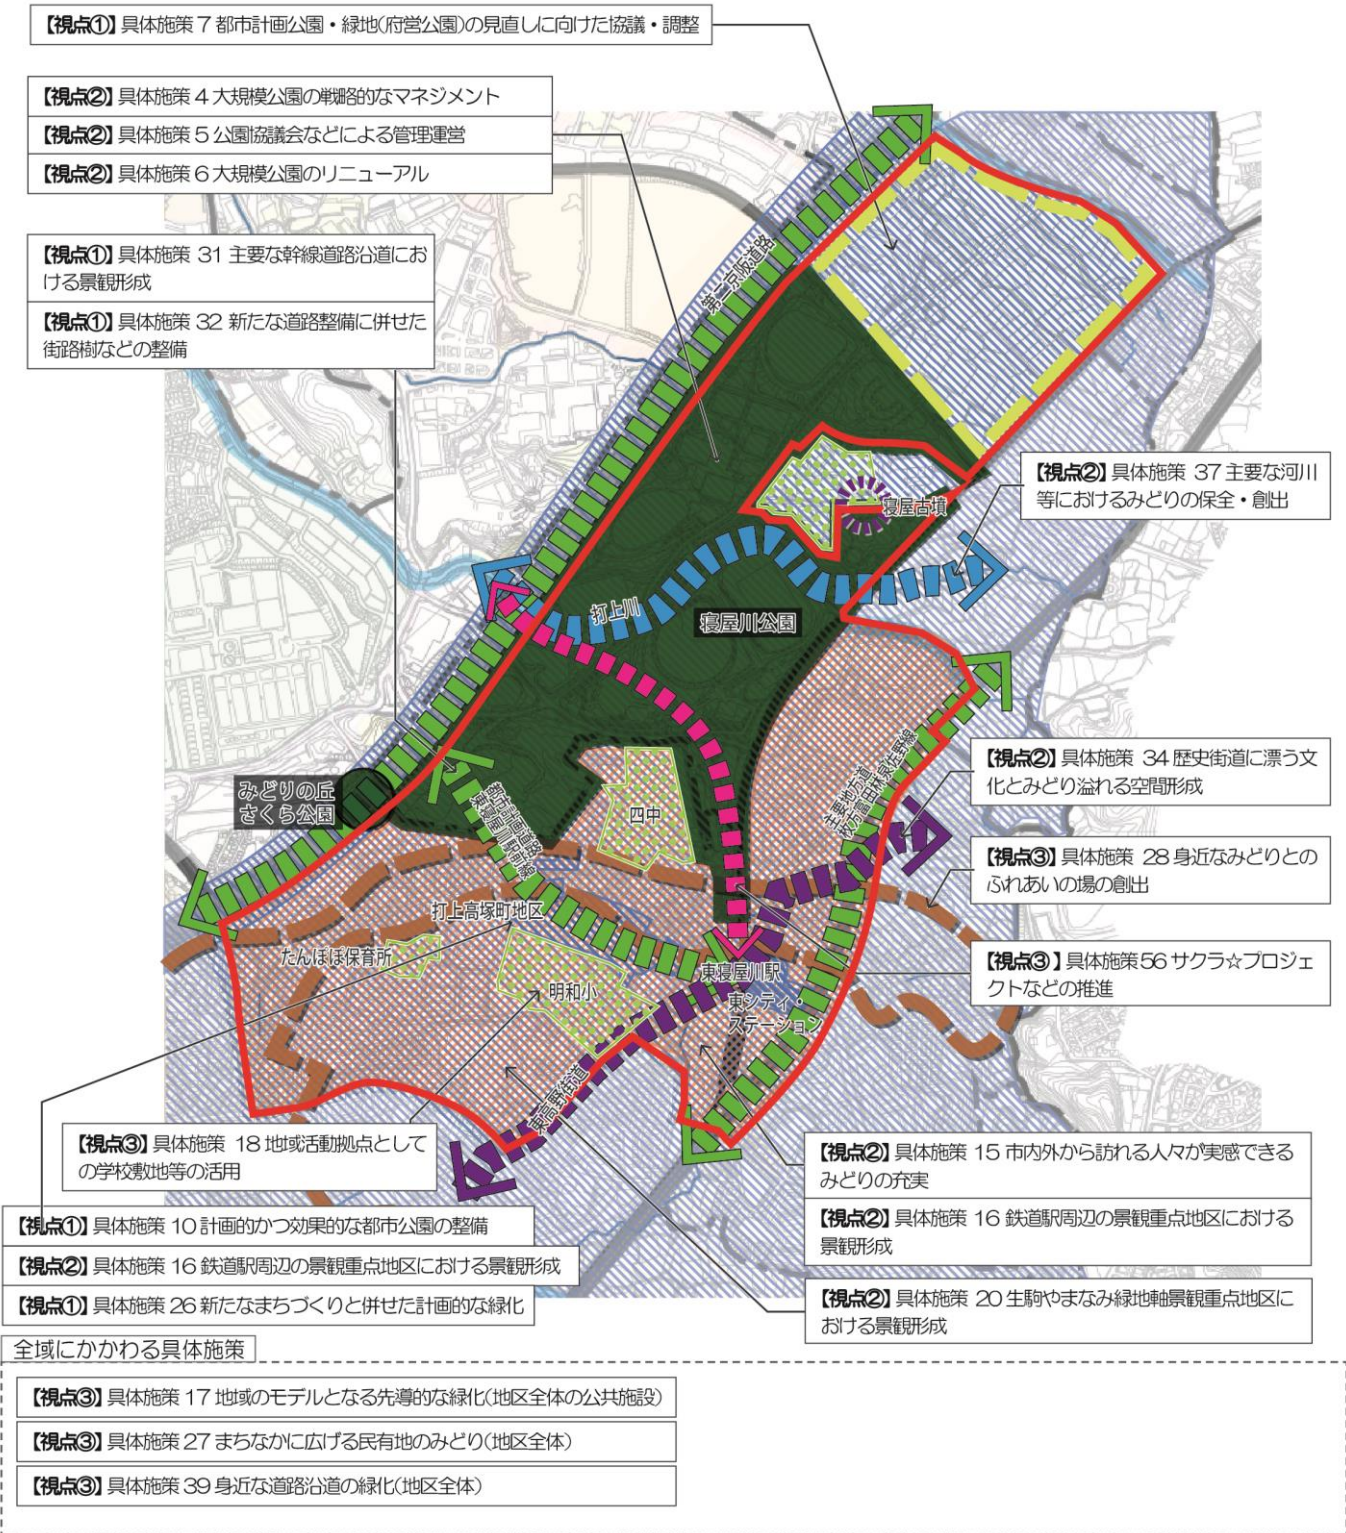 【視点①】具体施策 7 都市計画公園・緑地(府営公園)の見直しに向けた協議・調整
【視点②】具体施策 4 大規模公園の戦略的なマネジメント
【視点②】具体施策 5 公園協議会などによる管理運営
【視点②】具体施策 6 大規模公園のリニューアル
【視点①】具体施策 31 主要な幹線道路沿道にお
ける景観形成
【視点①】具体施策 32 新たな道路整備に併せた
街路樹などの整備
第二京阪道路
【視点②】具体施策 37 主要な河川
等におけるみどりの保全・創出
寝屋古墳
打上川
寝屋川公園
みどりの丘
さくら公園
都市計画道路
東寝屋川駅前線
四中
主要地方道
枚方富田林泉佐野線
【視点②】具体施策 34 歴史街道に漂う文
化とみどり溢れる空間形成
【視点③】具体施策 28 身近なみどりとの
ふれあいの場の創出
打上高塚町地区
たんぽぽ保育所
明和小
東寝屋川駅
東シティ・
ステーション
【視点③】具体施策 56 サクラ☆プロジェ
クトなどの推進
東高野街道
【視点③】具体施策 18 地域活動拠点として
の学校敷地等の活用
【視点②】具体施策 15 市内外から訪れる人々が実感できる
みどりの充実
【視点②】具体施策 16 鉄道駅周辺の景観重点地区における
景観形成
【視点①】具体施策 10 計画的かつ効果的な都市公園の整備
【視点②】具体施策 16 鉄道駅周辺の景観重点地区における景観形成
【視点①】具体施策 26 新たなまちづくりと併せた計画的な緑化
【視点②】具体施策 20 生駒やまなみ緑地軸景観重点地区に
おける景観形成
全域にかかわる具体施策
【視点③】具体施策 17 地域のモデルとなる先導的な緑化(地区全体の公共施設)
【視点③】具体施策 27 まちなかに広げる民有地のみどり(地区全体)
【視点③】具体施策 39 身近な道路沿道の緑化(地区全体)